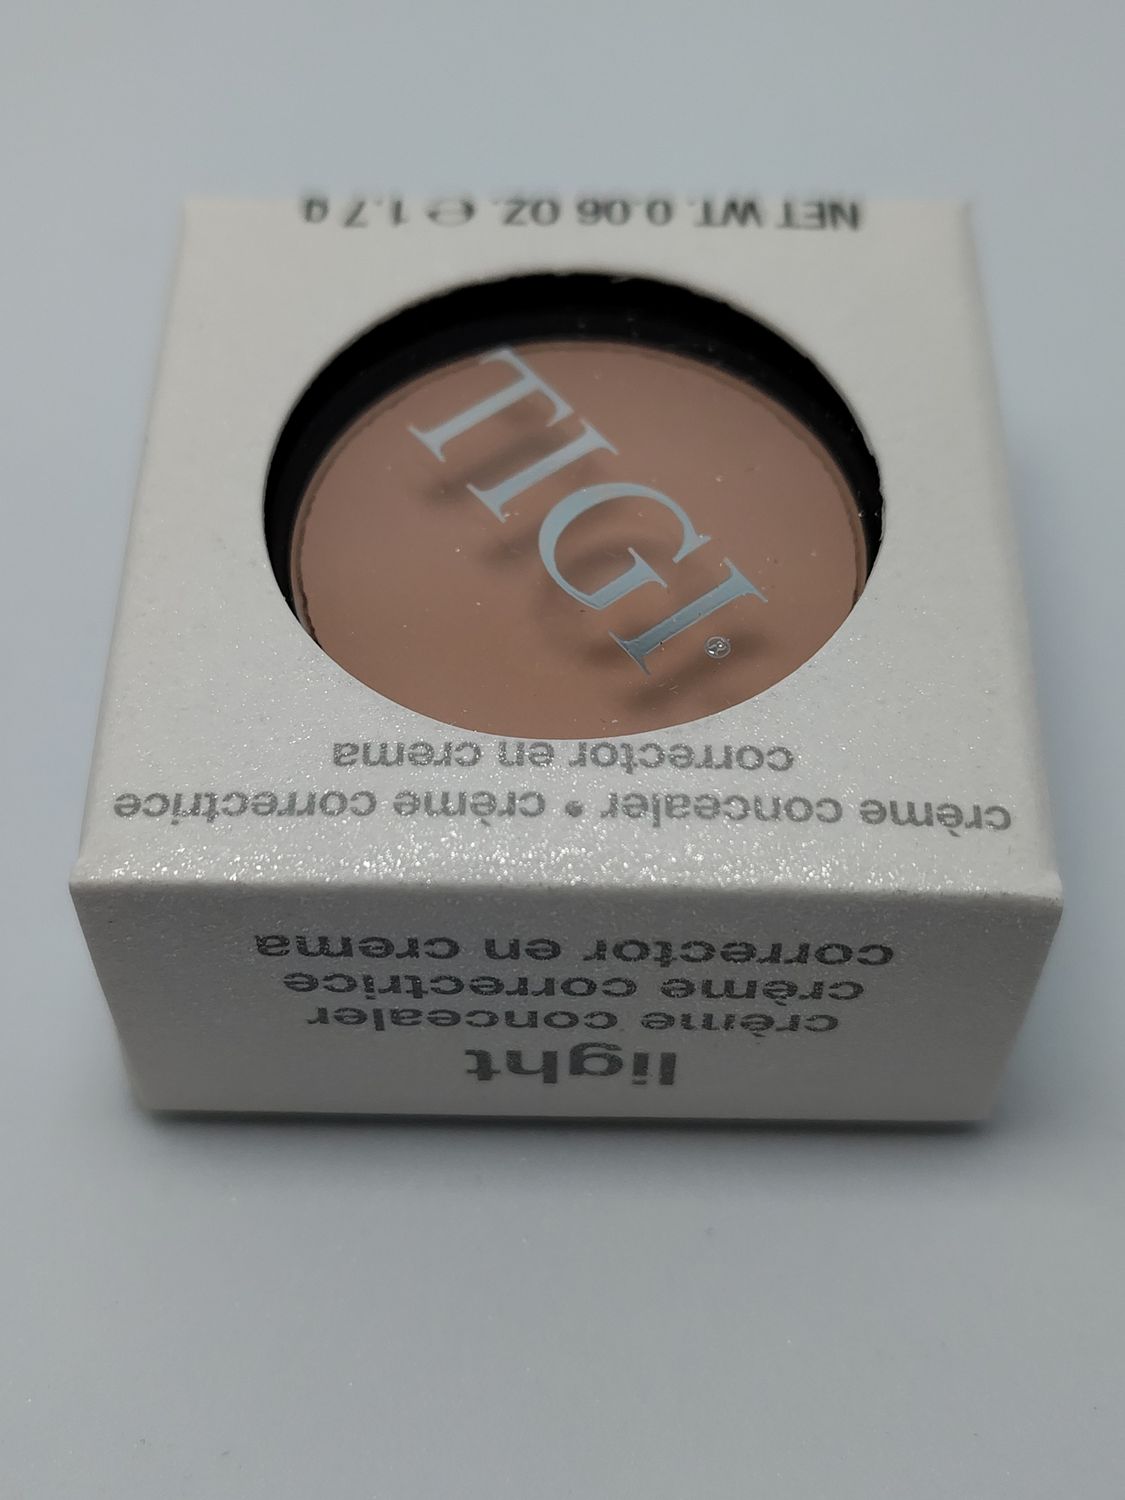 NET WT. 0.06 OZ. ℮ 1.7 g
TIGI®
corrector en crema
crème concealer • crème correctrice
light
crème concealer
crème correctrice
corrector en crema